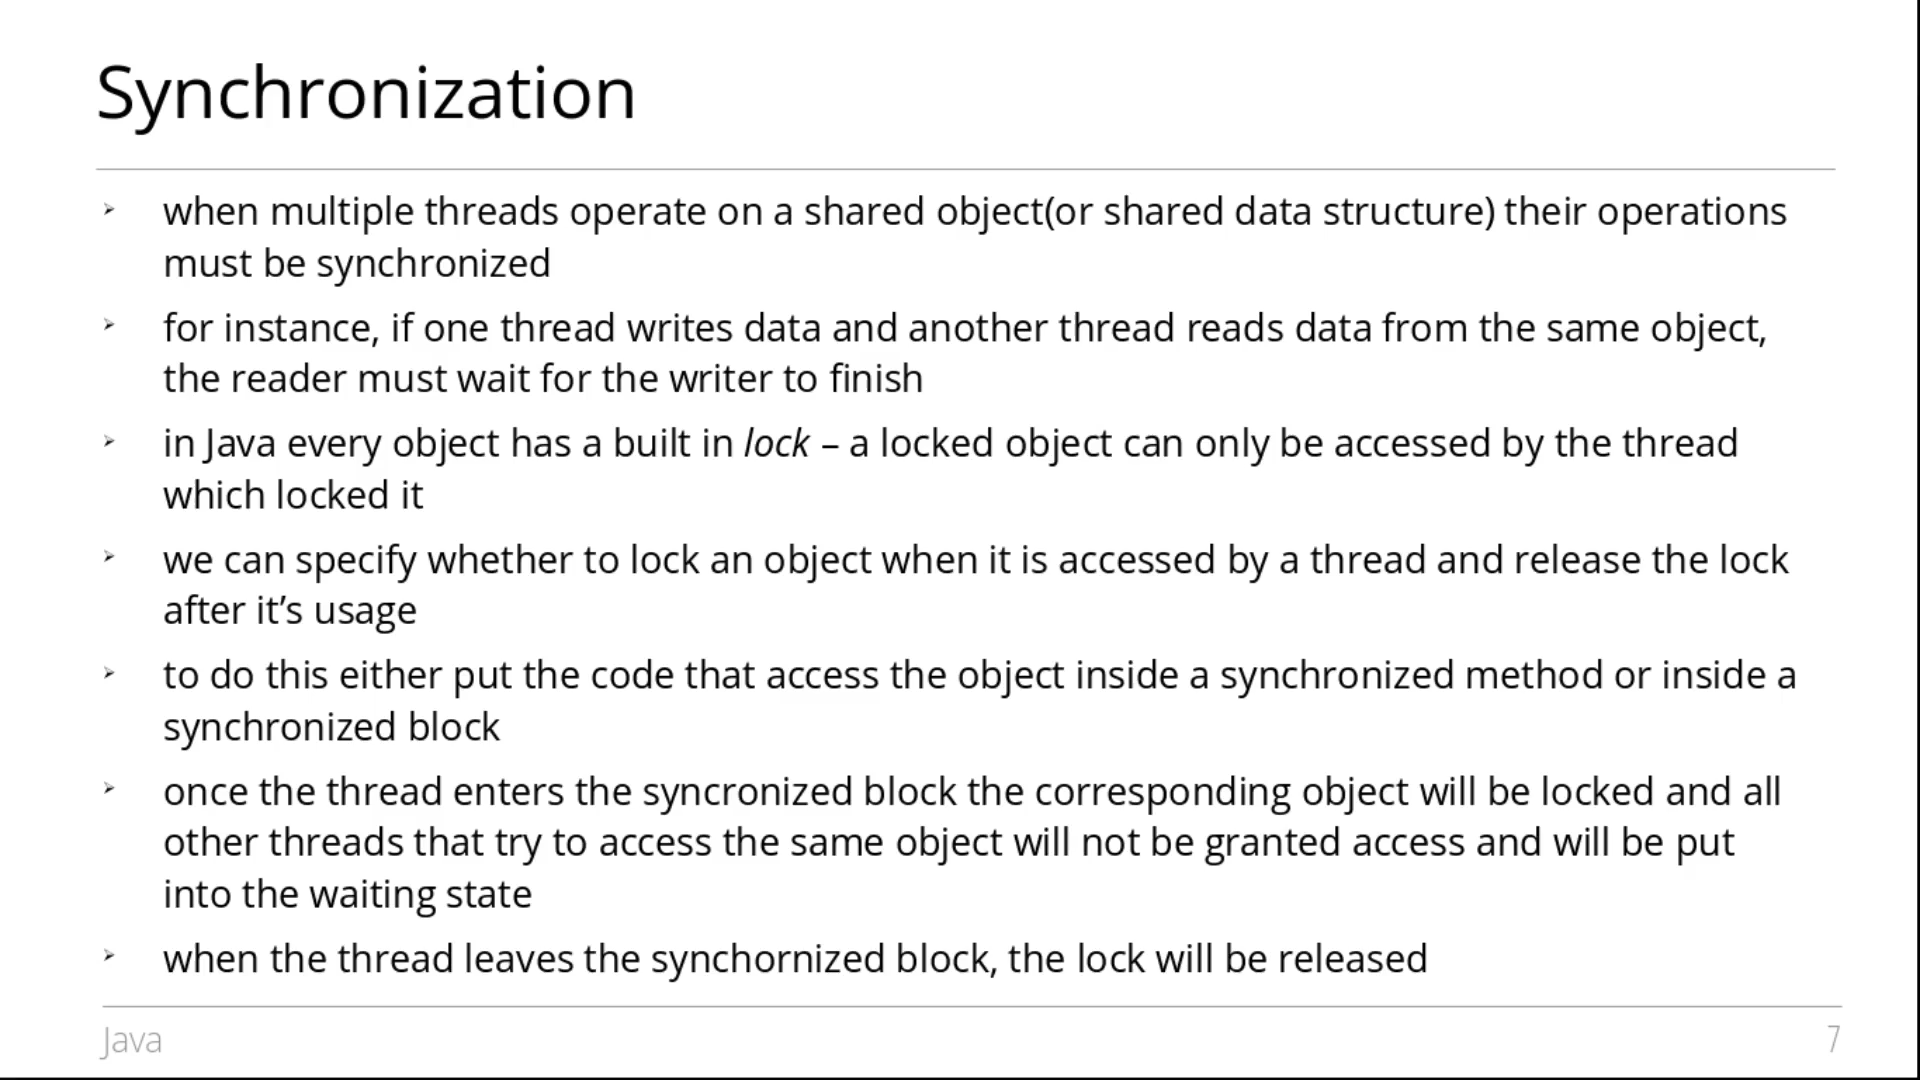 Synchronization
➢ when multiple threads operate on a shared object(or shared data structure) their operations
must be synchronized
➢ for instance, if one thread writes data and another thread reads data from the same object,
the reader must wait for the writer to finish
➢ in Java every object has a built in lock – a locked object can only be accessed by the thread
which locked it
➢ we can specify whether to lock an object when it is accessed by a thread and release the lock
after it’s usage
➢ to do this either put the code that access the object inside a synchronized method or inside a
synchronized block
➢ once the thread enters the syncronized block the corresponding object will be locked and all
other threads that try to access the same object will not be granted access and will be put
into the waiting state
➢ when the thread leaves the synchornized block, the lock will be released
Java
7